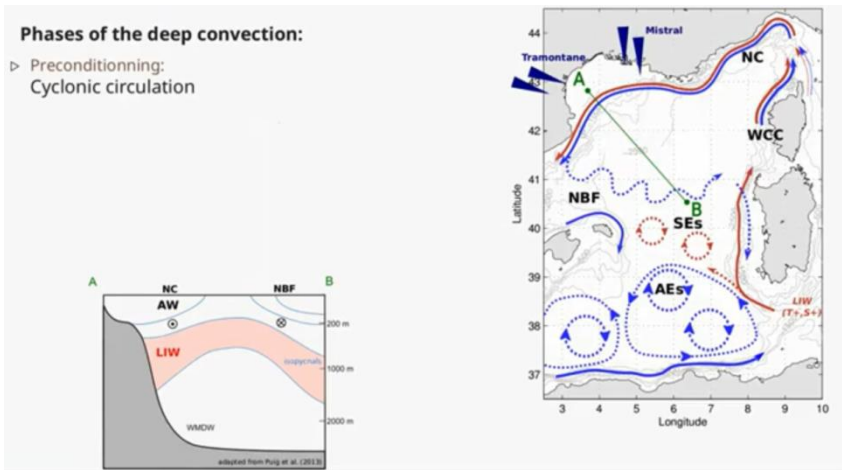 Phases of the deep convection:
▷ Preconditionning:
Cyclonic circulation
A
NC
NBF
B
AW
200 m
LIW
isopycnals
1000 m
2000 m
WMDW
adapted from Puig et al. (2013)
44
Mistral
NC
Tramontane
A
43
42
WCC
41
NBF
B
SEs
40
39
AEs
LIW
(T+,S+)
38
37
Latitude
3 4 5 6 7 8 9 10
Longitude